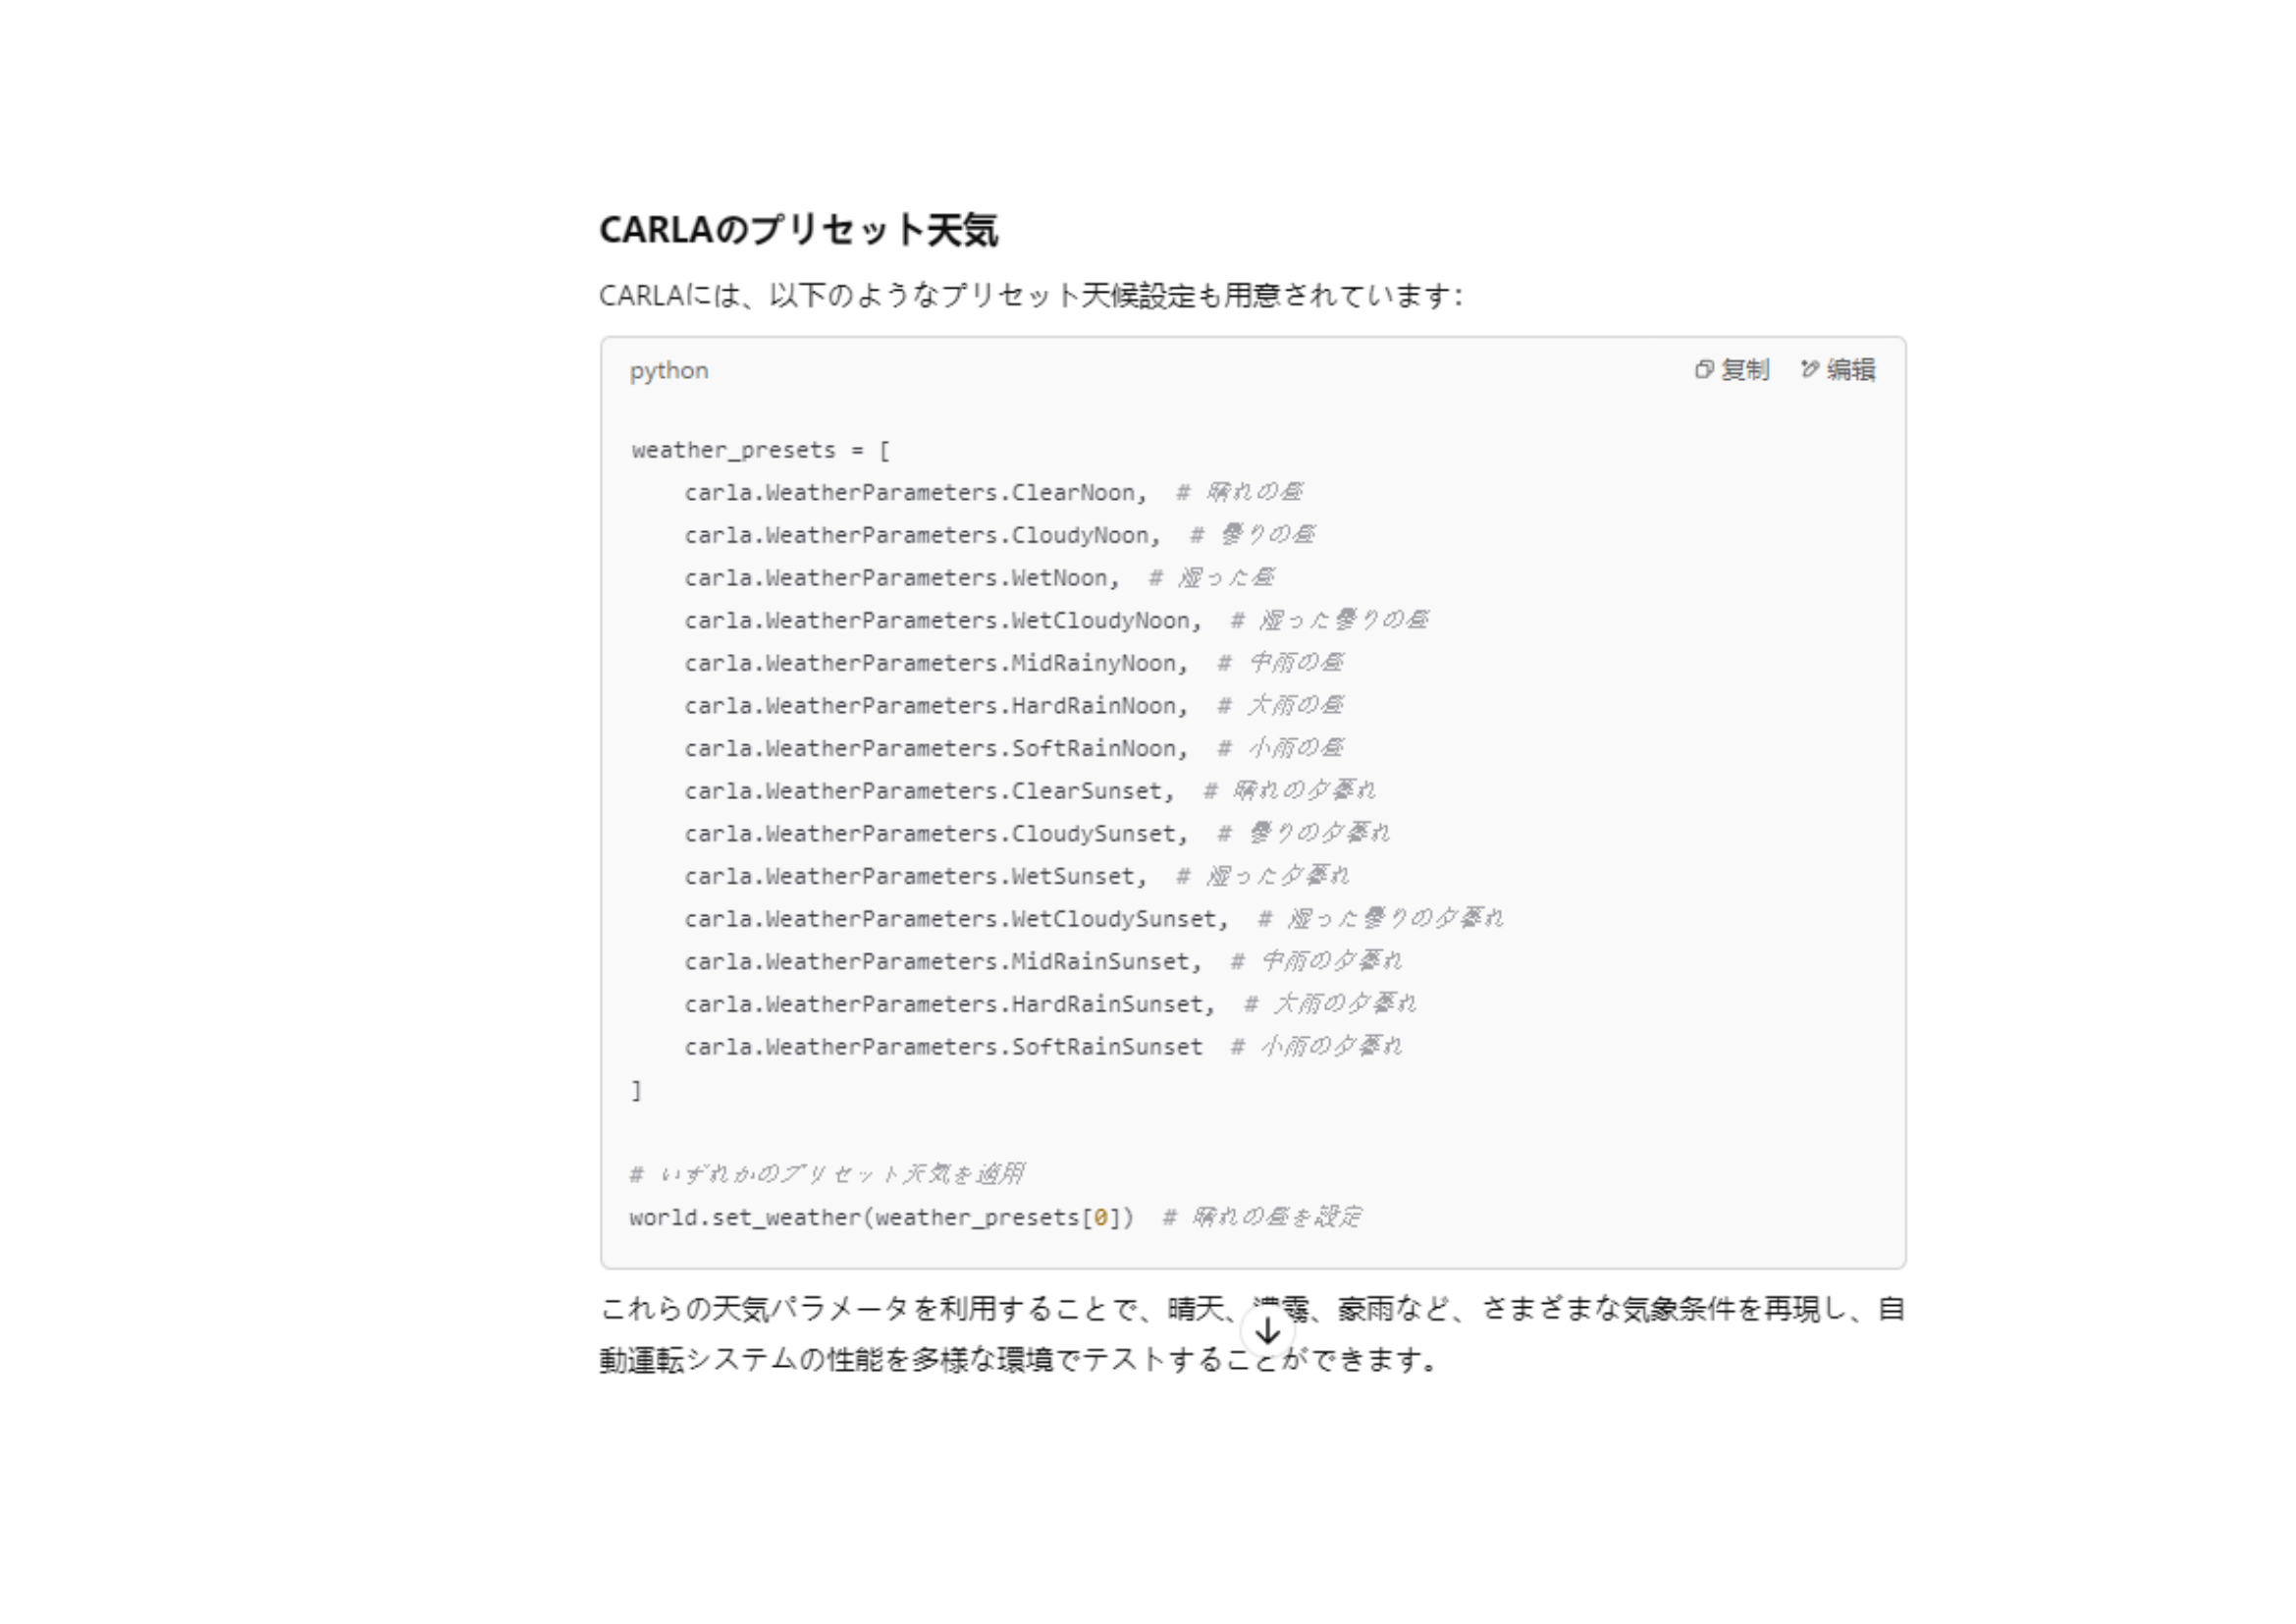 CARLAのプリセット天気
CARLAには、以下のようなプリセット天候設定も用意されています：
python
复制 编辑
weather_presets = [
    carla.WeatherParameters.ClearNoon,  # 晴れの昼
    carla.WeatherParameters.CloudyNoon,  # 曇りの昼
    carla.WeatherParameters.WetNoon,  # 湿った昼
    carla.WeatherParameters.WetCloudyNoon,  # 湿った曇りの昼
    carla.WeatherParameters.MidRainyNoon,  # 中雨の昼
    carla.WeatherParameters.HardRainNoon,  # 大雨の昼
    carla.WeatherParameters.SoftRainNoon,  # 小雨の昼
    carla.WeatherParameters.ClearSunset,  # 晴れの夕暮れ
    carla.WeatherParameters.CloudySunset,  # 曇りの夕暮れ
    carla.WeatherParameters.WetSunset,  # 湿った夕暮れ
    carla.WeatherParameters.WetCloudySunset,  # 湿った曇りの夕暮れ
    carla.WeatherParameters.MidRainSunset,  # 中雨の夕暮れ
    carla.WeatherParameters.HardRainSunset,  # 大雨の夕暮れ
    carla.WeatherParameters.SoftRainSunset  # 小雨の夕暮れ
]
# いずれかのプリセット天気を適用
world.set_weather(weather_presets[0])  # 晴れの昼を設定
これらの天気パラメータを利用することで、晴天、濃霧、豪雨など、さまざまな気象条件を再現し、自
動運転システムの性能を多様な環境でテストすることができます。